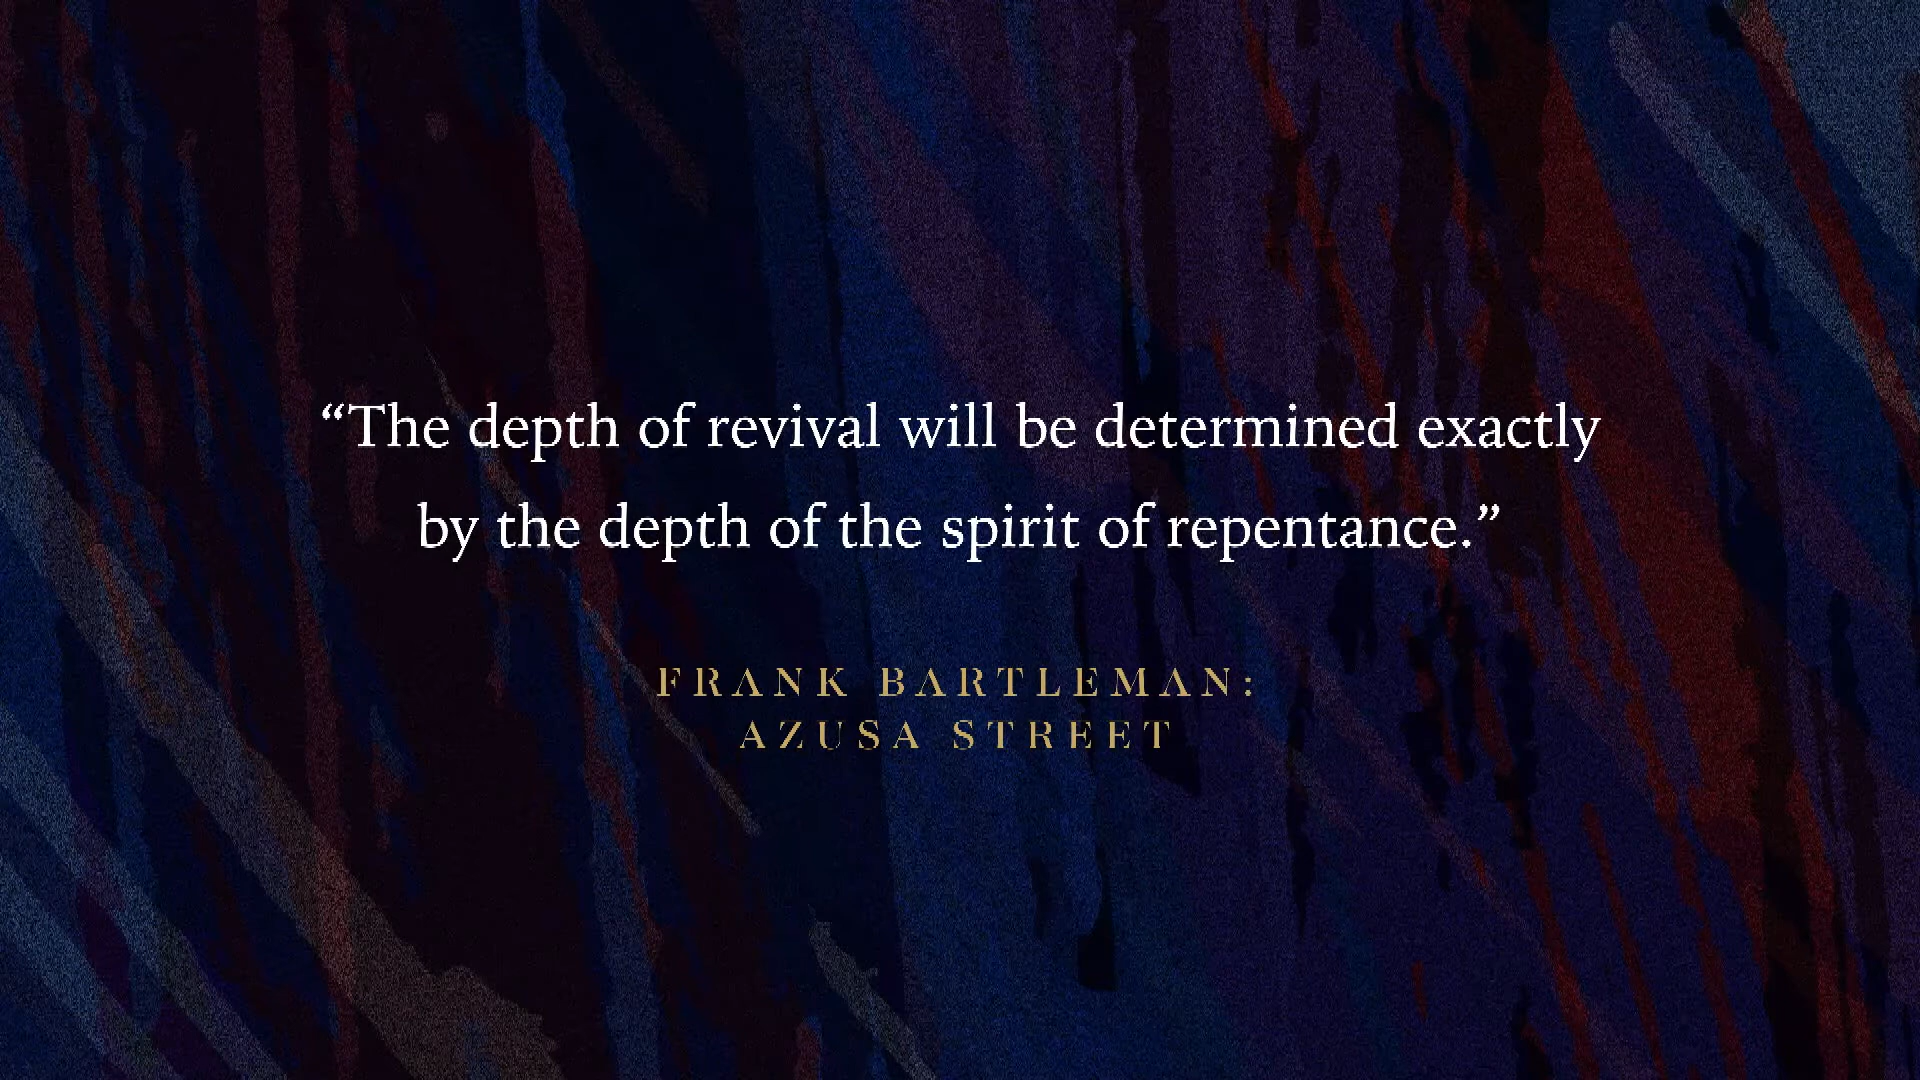 “The depth of revival will be determined exactly
by the depth of the spirit of repentance.”
FRANK BARTLEMAN:
AZUSA STREET